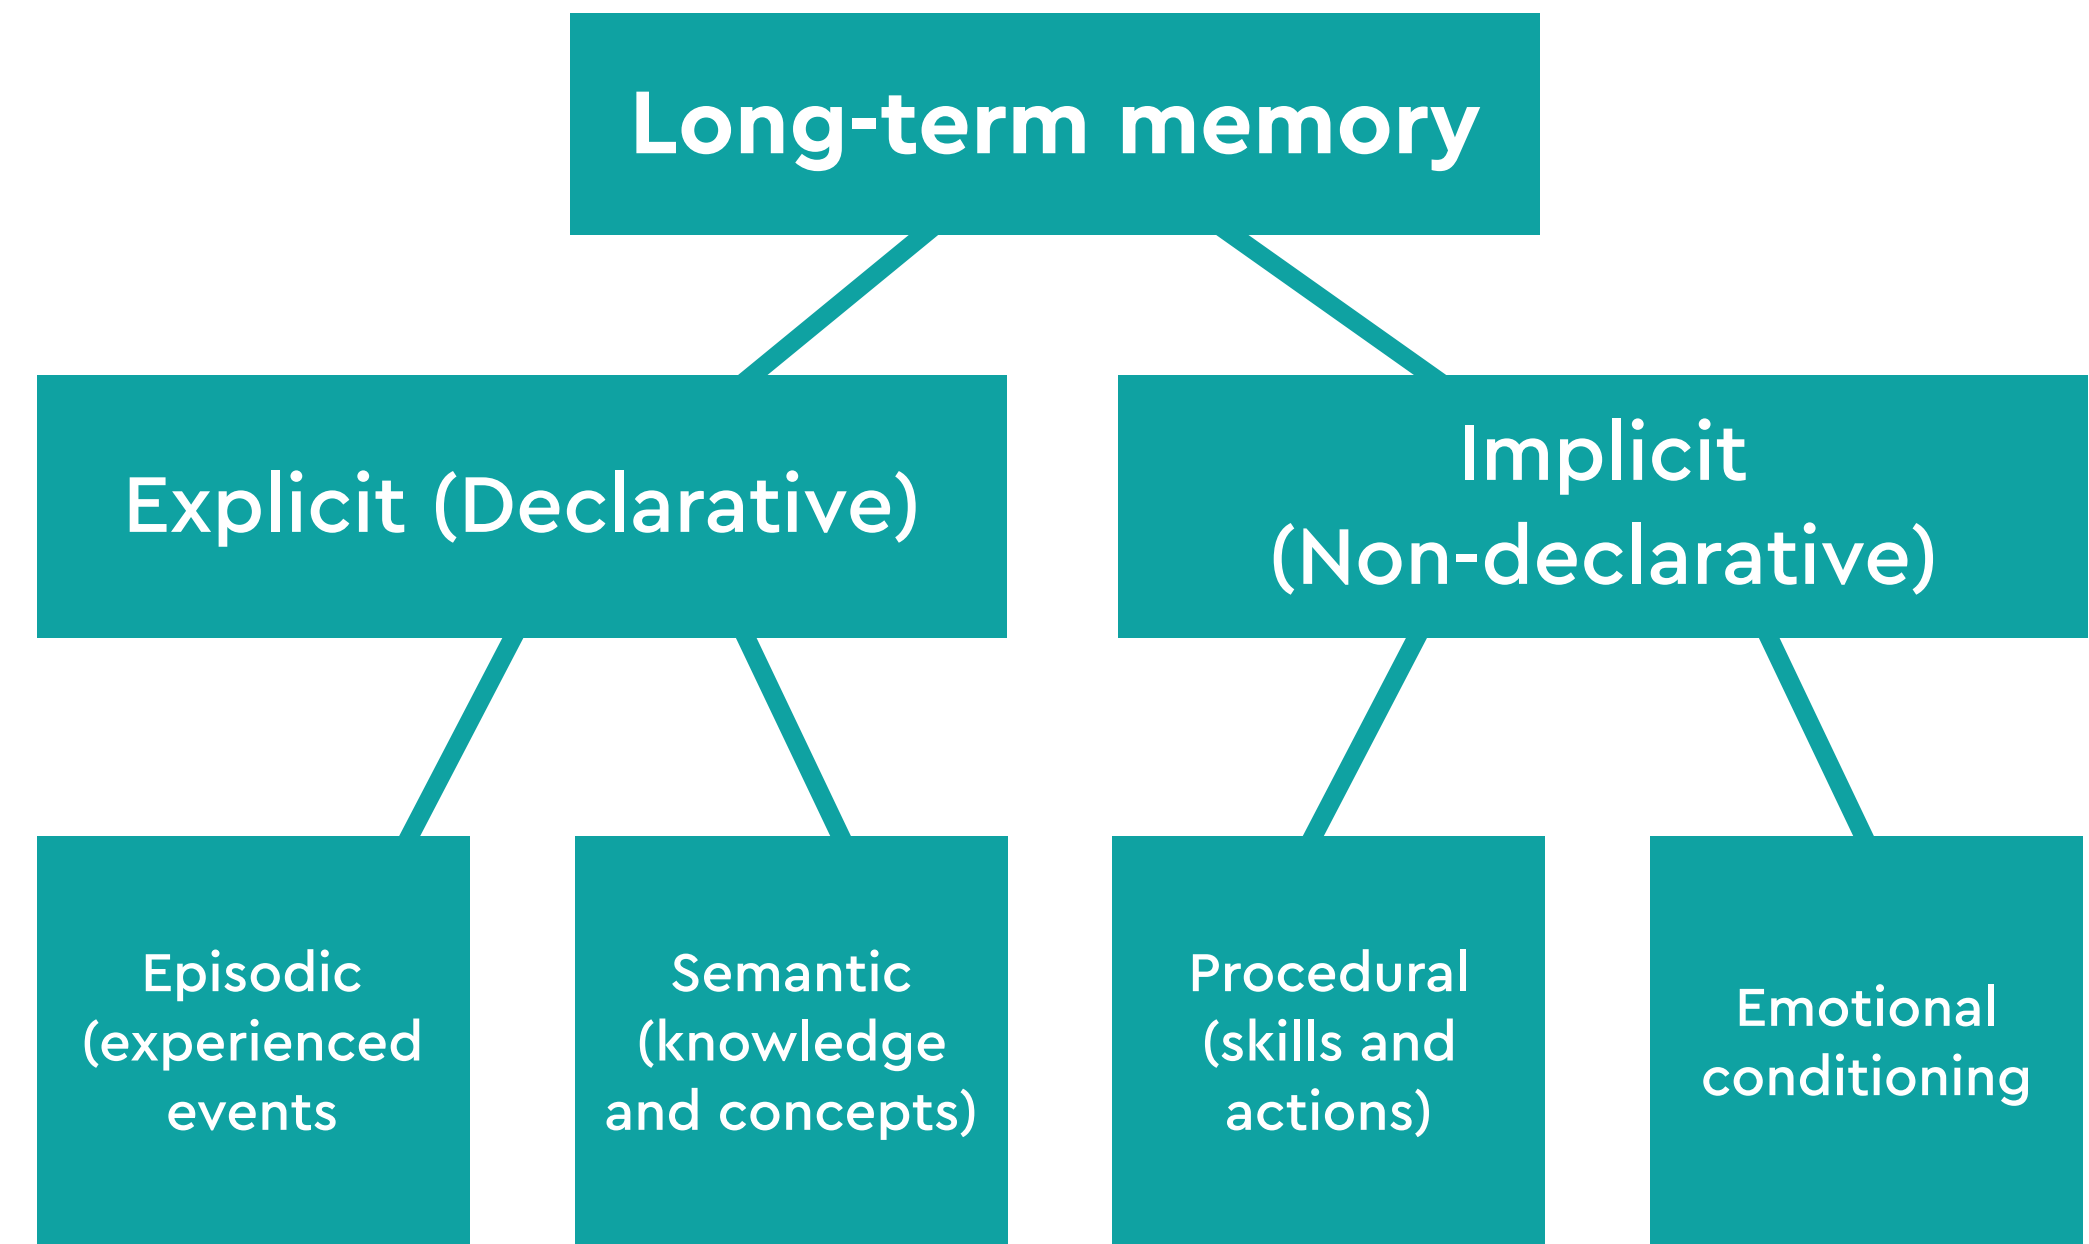 Long-term memory
Explicit (Declarative)
Implicit
(Non-declarative)
Episodic
(experienced
events
Semantic
(knowledge
and concepts)
Procedural
(skills and
actions)
Emotional
conditioning